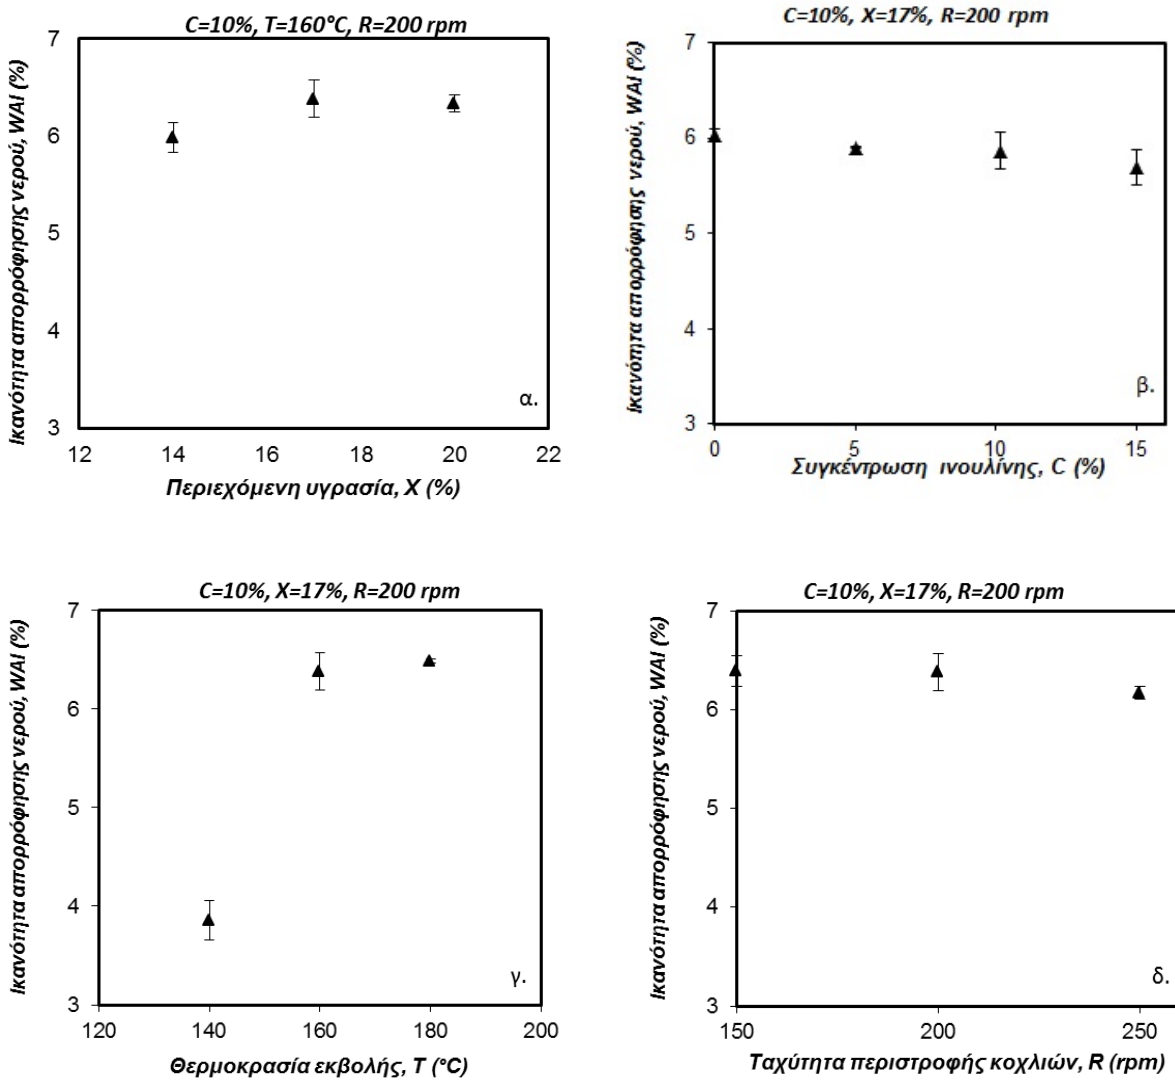 C=10%, T=160°C, R=200 rpm
Ικανότητα απορρόφησης νερού, WAI (%)
7
6
5
4
3
12 14 16 18 20 22
α.
Περιεχόμενη υγρασία, X (%)
C=10%, X=17%, R=200 rpm
Ικανότητα απορρόφησης νερού, WAI (%)
7
6
5
4
3
0 5 10 15
β.
Συγκέντρωση ινουλίνης, C (%)
C=10%, X=17%, R=200 rpm
Ικανότητα απορρόφησης νερού, WAI (%)
7
6
5
4
3
120 140 160 180 200
γ.
Θερμοκρασία εκβολής, T (°C)
C=10%, X=17%, R=200 rpm
Ικανότητα απορρόφησης νερού, WAI (%)
7
6
5
4
3
150 200 250
δ.
Ταχύτητα περιστροφής κοχλιών, R (rpm)